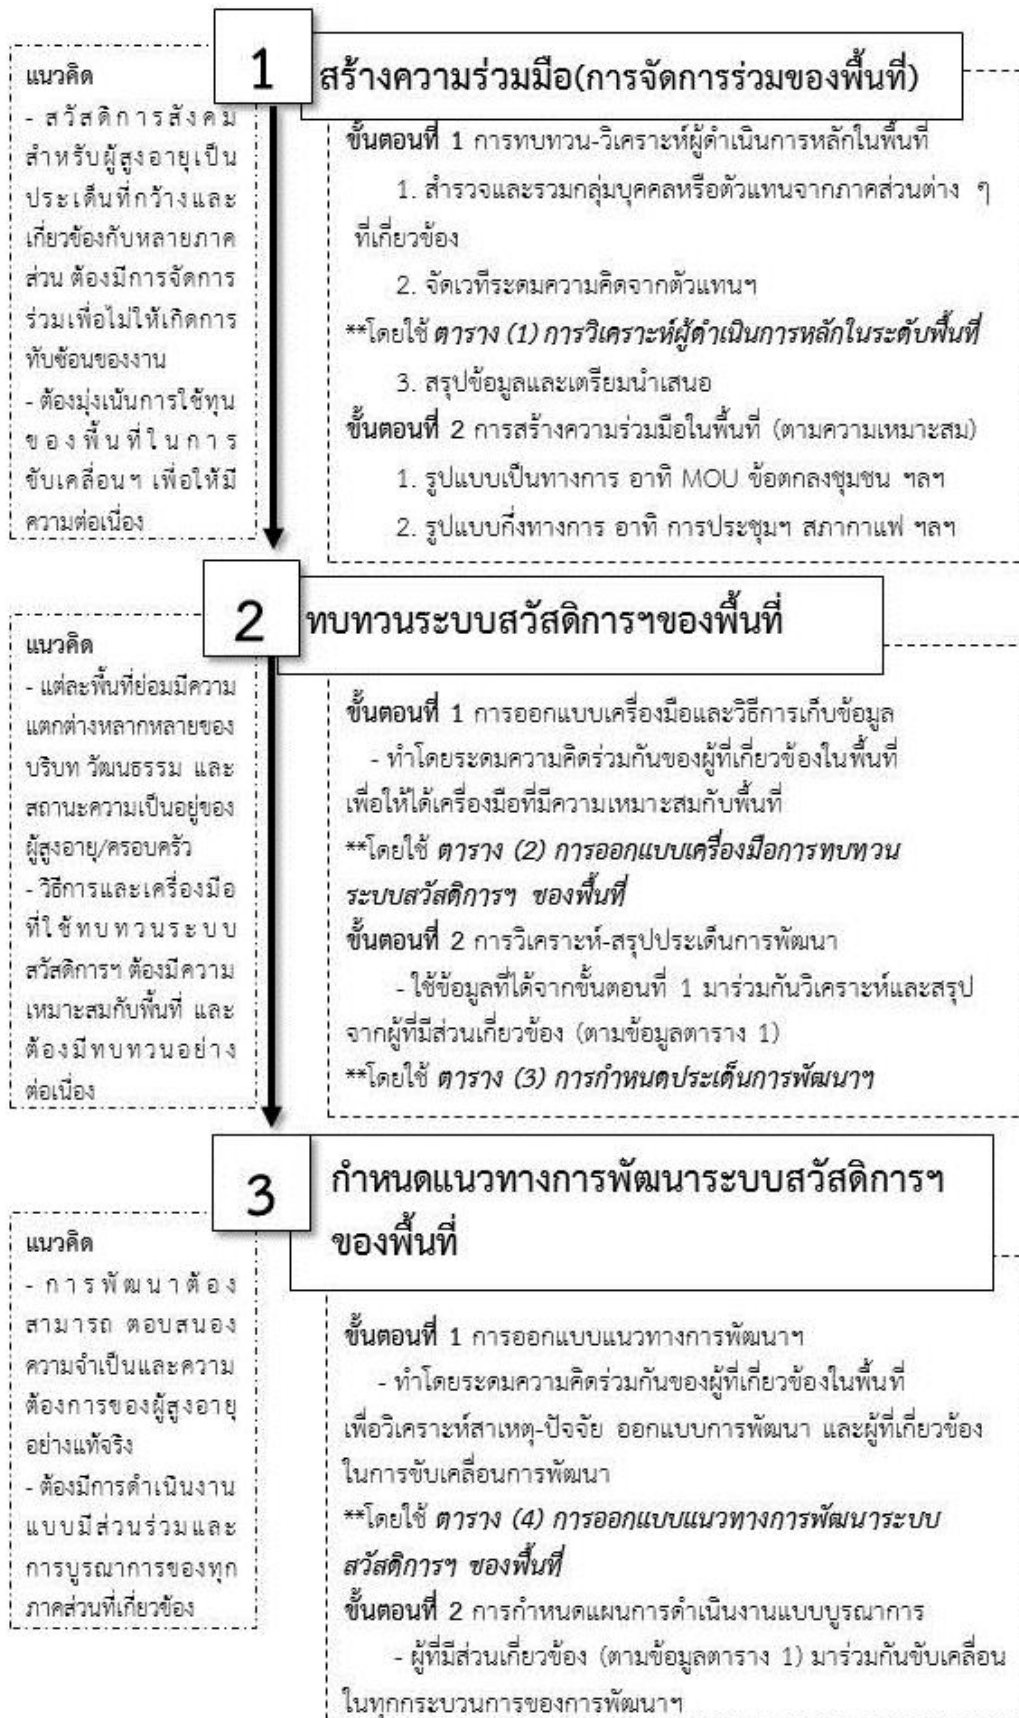 1
สร้างความร่วมมือ(การจัดการร่วมของพื้นที่)
แนวคิด
- สวัสดิการสังคม
สำหรับผู้สูงอายุเป็น
ประเด็นที่กว้างและ
เกี่ยวข้องกับหลายภาค
ส่วน ต้องมีการจัดการ
ร่วมเพื่อไม่ให้เกิดการ
ทับซ้อนของงาน
- ต้องมุ่งเน้นการใช้ทุน
ของพื้นที่ในการ
ขับเคลื่อนฯ เพื่อให้มี
ความต่อเนื่อง
ขั้นตอนที่ 1 การทบทวน-วิเคราะห์ผู้ดำเนินการหลักในพื้นที่
1. สำรวจและรวมกลุ่มบุคคลหรือตัวแทนจากภาคส่วนต่าง ๆ
ที่เกี่ยวข้อง
2. จัดเวทีระดมความคิดจากตัวแทนฯ
**โดยใช้ ตาราง (1) การวิเคราะห์ผู้ดำเนินการหลักในระดับพื้นที่
3. สรุปข้อมูลและเตรียมนำเสนอ
ขั้นตอนที่ 2 การสร้างความร่วมมือในพื้นที่ (ตามความเหมาะสม)
1. รูปแบบเป็นทางการ อาทิ MOU ข้อตกลงชุมชน ฯลฯ
2. รูปแบบกึ่งทางการ อาทิ การประชุมฯ สภากาแฟ ฯลฯ
2
ทบทวนระบบสวัสดิการฯของพื้นที่
แนวคิด
- แต่ละพื้นที่ย่อมมีความ
แตกต่างหลากหลายของ
บริบท วัฒนธรรม และ
สถานะความเป็นอยู่ของ
ผู้สูงอายุ/ครอบครัว
- วิธีการและเครื่องมือ
ที่ใช้ทบทวนระบบ
สวัสดิการฯ ต้องมีความ
เหมาะสมกับพื้นที่ และ
ต้องมีทบทวนอย่าง
ต่อเนื่อง
ขั้นตอนที่ 1 การออกแบบเครื่องมือและวิธีการเก็บข้อมูล
- ทำโดยระดมความคิดร่วมกันของผู้ที่เกี่ยวข้องในพื้นที่
เพื่อให้ได้เครื่องมือที่มีความเหมาะสมกับพื้นที่
**โดยใช้ ตาราง (2) การออกแบบเครื่องมือการทบทวน
ระบบสวัสดิการฯ ของพื้นที่
ขั้นตอนที่ 2 การวิเคราะห์-สรุปประเด็นการพัฒนา
- ใช้ข้อมูลที่ได้จากขั้นตอนที่ 1 มาร่วมกันวิเคราะห์และสรุป
จากผู้ที่มีส่วนเกี่ยวข้อง (ตามข้อมูลตาราง 1)
**โดยใช้ ตาราง (3) การกำหนดประเด็นการพัฒนาฯ
3
กำหนดแนวทางการพัฒนาระบบสวัสดิการฯ
ของพื้นที่
แนวคิด
- การพัฒนาต้อง
สามารถ ตอบสนอง
ความจำเป็นและความ
ต้องการของผู้สูงอายุ
อย่างแท้จริง
- ต้องมีการดำเนินงาน
แบบมีส่วนร่วมและ
การบูรณาการของทุก
ภาคส่วนที่เกี่ยวข้อง
ขั้นตอนที่ 1 การออกแบบแนวทางการพัฒนาฯ
- ทำโดยระดมความคิดร่วมกันของผู้ที่เกี่ยวข้องในพื้นที่
เพื่อวิเคราะห์สาเหตุ-ปัจจัย ออกแบบการพัฒนา และผู้ที่เกี่ยวข้อง
ในการขับเคลื่อนการพัฒนา
**โดยใช้ ตาราง (4) การออกแบบแนวทางการพัฒนาระบบ
สวัสดิการฯ ของพื้นที่
ขั้นตอนที่ 2 การกำหนดแผนการดำเนินงานแบบบูรณาการ
- ผู้ที่มีส่วนเกี่ยวข้อง (ตามข้อมูลตาราง 1) มาร่วมกันขับเคลื่อน
ในทุกกระบวนการของการพัฒนาฯ